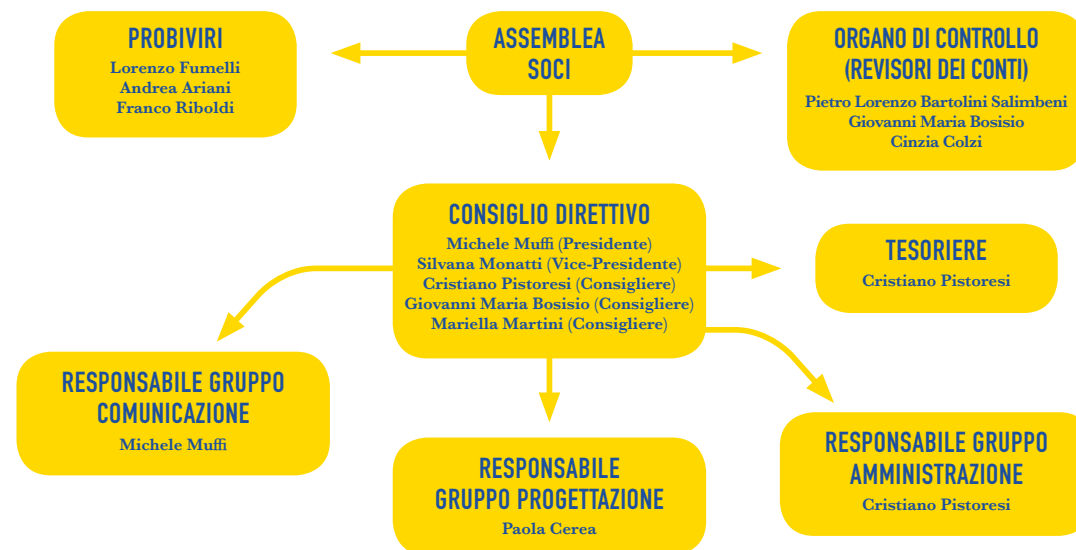 PROBIVIRI
Lorenzo Fumelli
Andrea Ariani
Franco Riboldi
ASSEMBLEA
SOCI
ORGANO DI CONTROLLO
(REVISORI DEI CONTI)
Pietro Lorenzo Bartolini Salimbeni
Giovanni Maria Bosisio
Cinzia Colzi
CONSIGLIO DIRETTIVO
Michele Muffi (Presidente)
Silvana Monatti (Vice-Presidente)
Cristiano Pistoresi (Consigliere)
Giovanni Maria Bosisio (Consigliere)
Mariella Martini (Consigliere)
TESORIERE
Cristiano Pistoresi
RESPONSABILE GRUPPO
COMUNICAZIONE
Michele Muffi
RESPONSABILE
GRUPPO PROGETTAZIONE
Paola Cerea
RESPONSABILE GRUPPO
AMMINISTRAZIONE
Cristiano Pistoresi